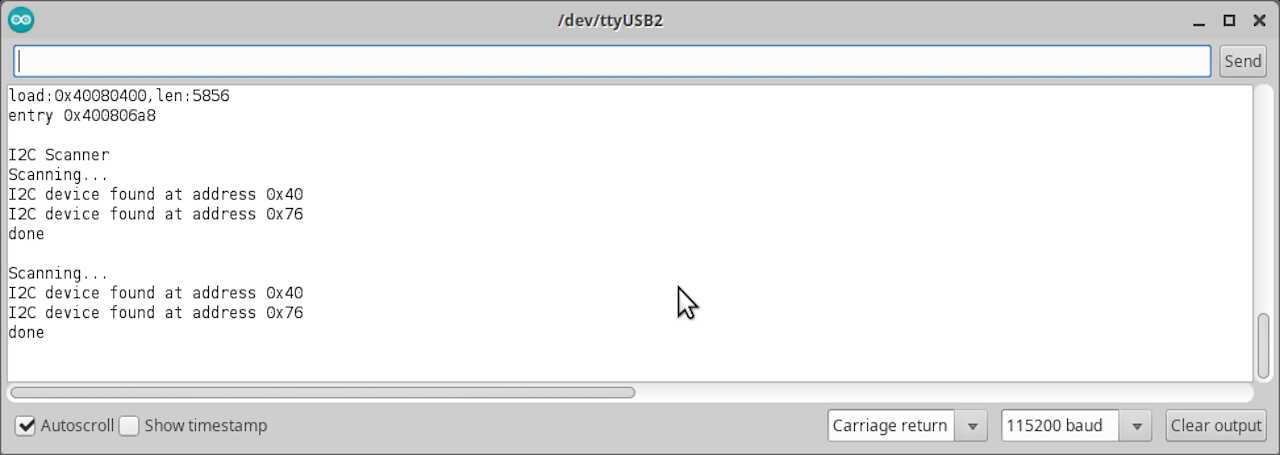 /dev/ttyUSB2
Send
load:0x40080400,len:5856
entry 0x400806a8
I2C Scanner
Scanning...
I2C device found at address 0x40
I2C device found at address 0x76
done
Scanning...
I2C device found at address 0x40
I2C device found at address 0x76
done
Autoscroll Show timestamp Carriage return 115200 baud Clear output